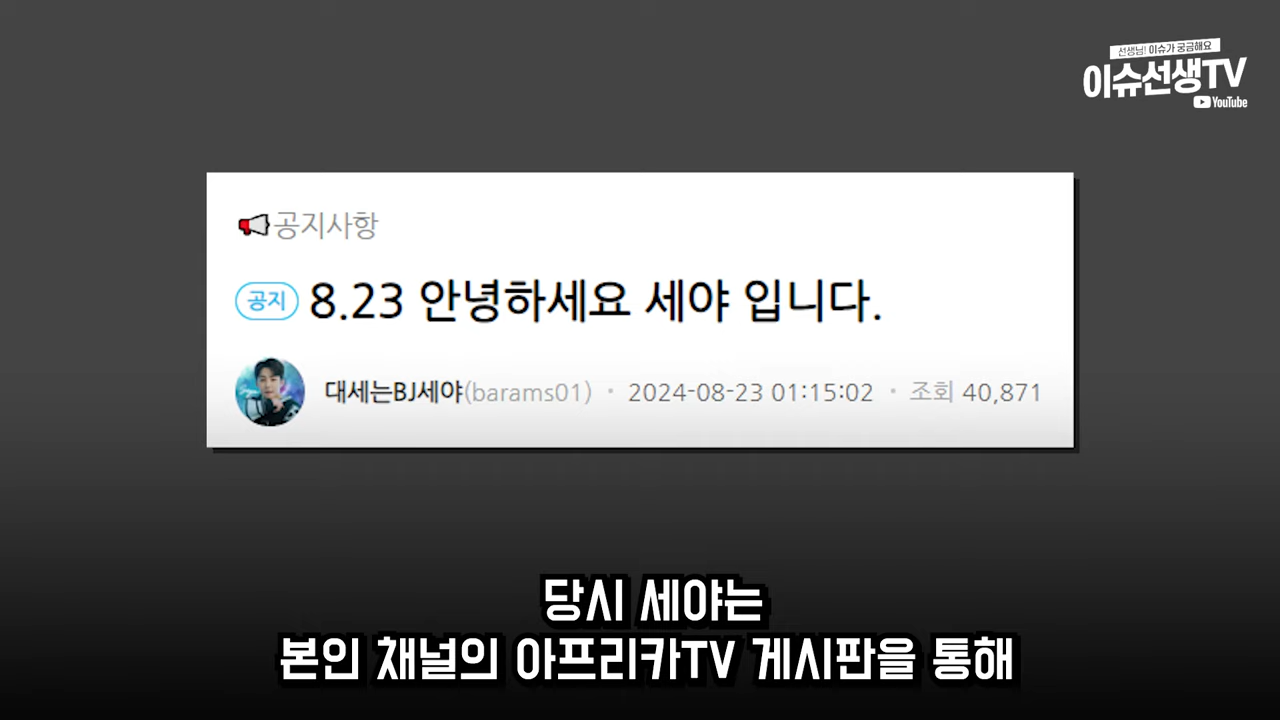 선생님! 이슈가 궁금해요
이슈선생TV
YouTube
공지사항
공지 8.23 안녕하세요 세야 입니다.
대세는BJ세야(barams01) · 2024-08-23 01:15:02 · 조회 40,871
당시 세야는
본인 채널의 아프리카TV 게시판을 통해